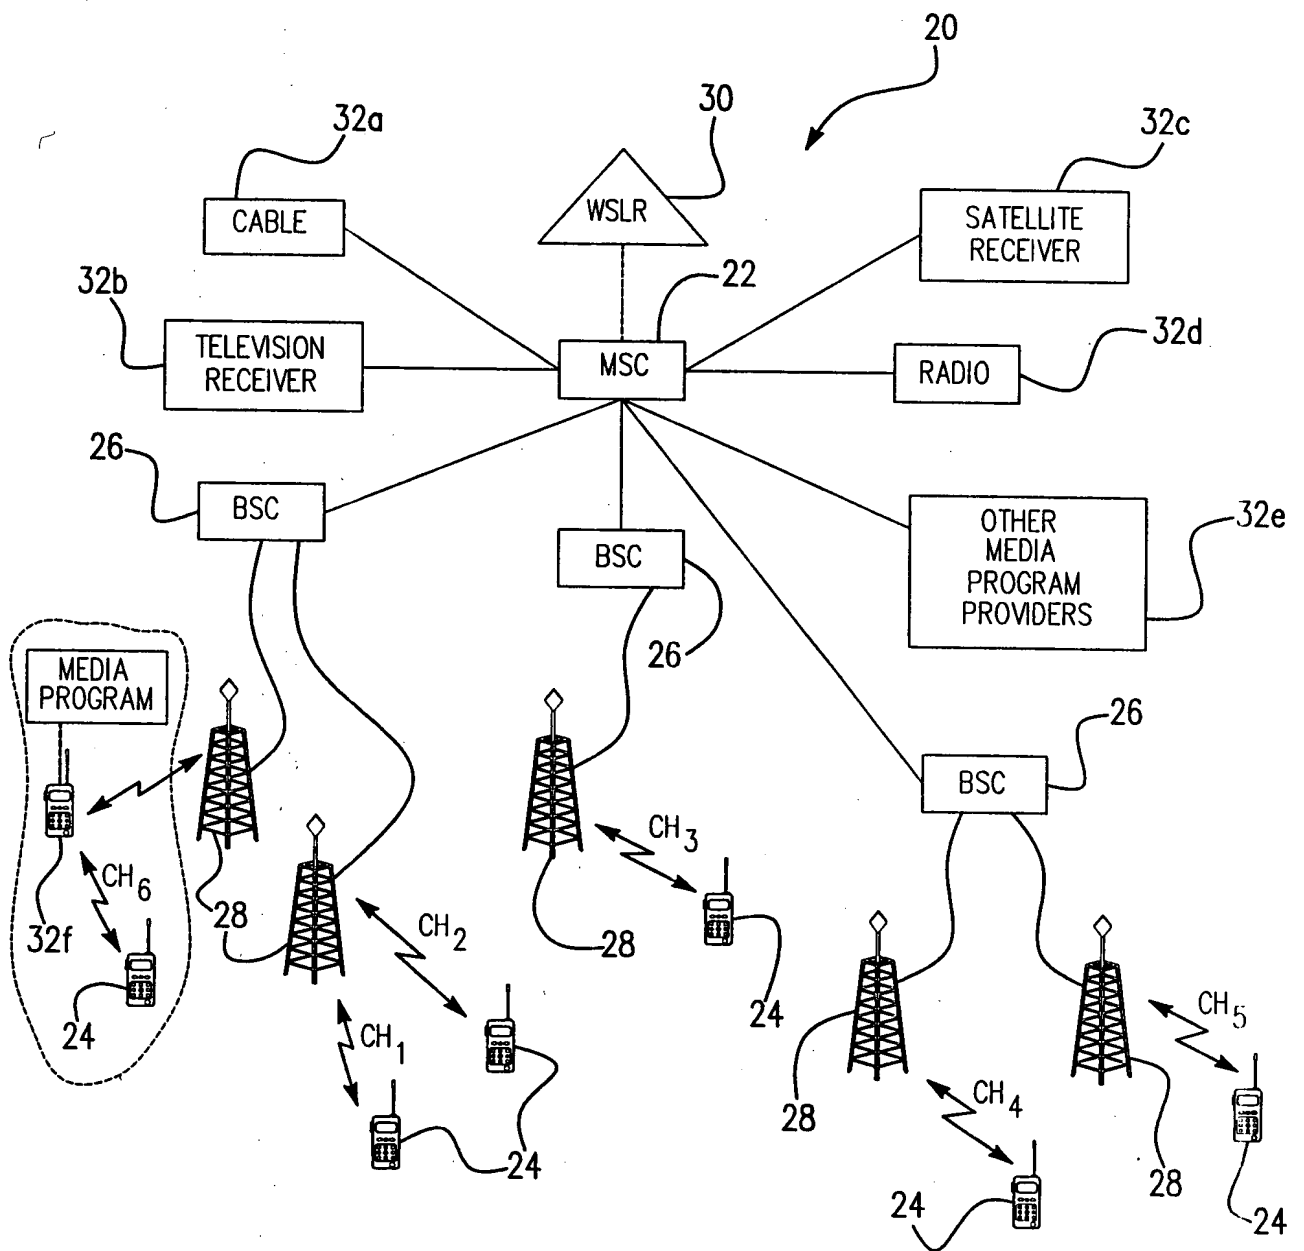 20
30
32a
32c
CABLE
WSLR
SATELLITE
RECEIVER
32b
22
32d
TELEVISION
RECEIVER
MSC
RADIO
26
BSC
BSC
26
OTHER
MEDIA
PROGRAM
PROVIDERS
32e
MEDIA
PROGRAM
26
BSC
CH3
CH6
28
32f
CH2
28
24
24
CH1
CH5
28
CH4
24
28
24
24